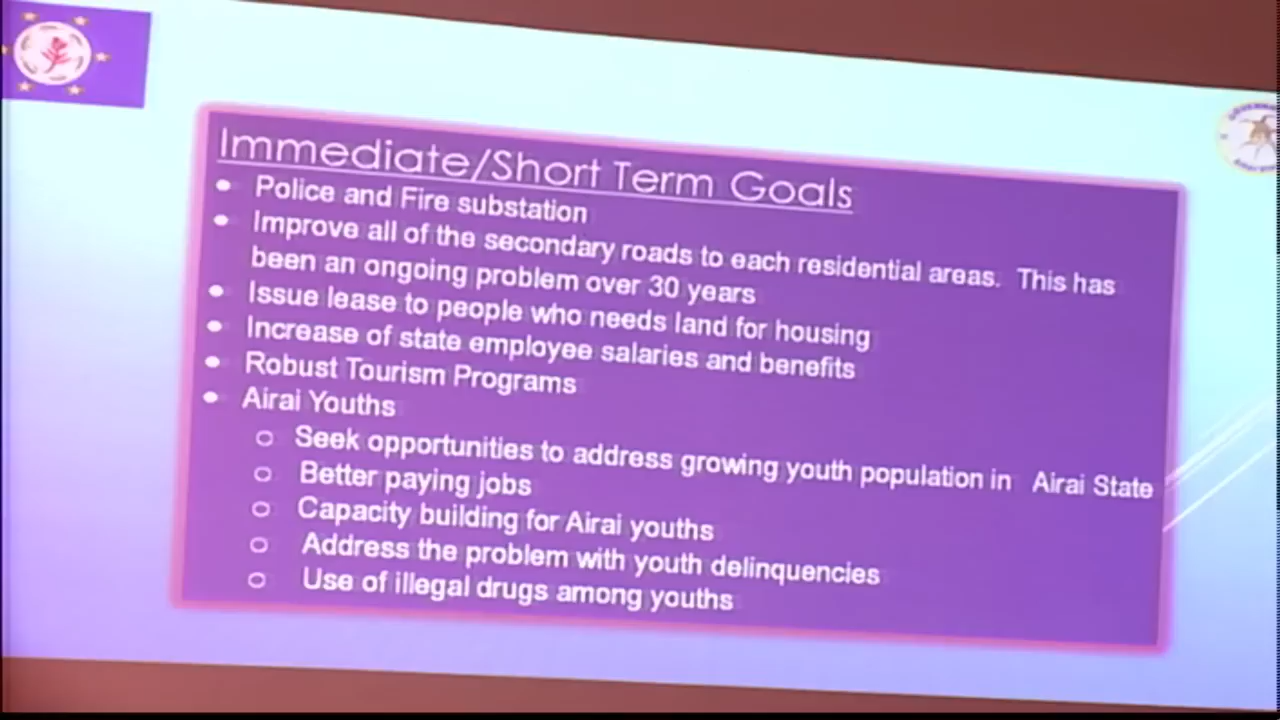 Immediate/Short Term Goals
• Police and Fire substation
• Improve all of the secondary roads to each residential areas. This has
been an ongoing problem over 30 years
• Issue lease to people who needs land for housing
• Increase of state employee salaries and benefits
• Robust Tourism Programs
• Airai Youths
o Seek opportunities to address growing youth population in Airai State
o Better paying jobs
o Capacity building for Airai youths
o Address the problem with youth delinquencies
o Use of illegal drugs among youths